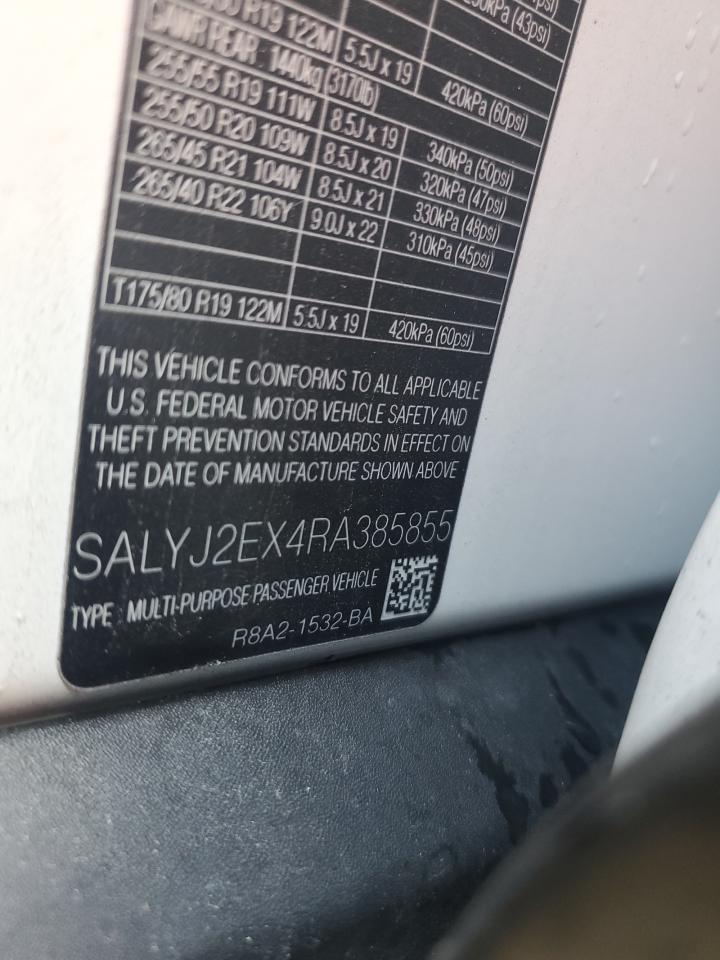 (43psi)
R19 122M 5.5J x 19 420kPa (60psi)
GAWR REAR : 1440kg (3170lb)
255/55 R19 111W 8.5J x 19 340kPa (50psi)
255/50 R20 109W 8.5J x 20 320kPa (47psi)
265/45 R21 104W 8.5J x 21 330kPa (48psi)
265/40 R22 106Y 9.0J x 22 310kPa (45psi)
T175/80 R19 122M 5.5J x 19 420kPa (60psi)
THIS VEHICLE CONFORMS TO ALL APPLICABLE
U.S. FEDERAL MOTOR VEHICLE SAFETY AND
THEFT PREVENTION STANDARDS IN EFFECT ON
THE DATE OF MANUFACTURE SHOWN ABOVE
SALYJ2EX4RA385855
TYPE : MULTI-PURPOSE PASSENGER VEHICLE
R8A2-1532-BA